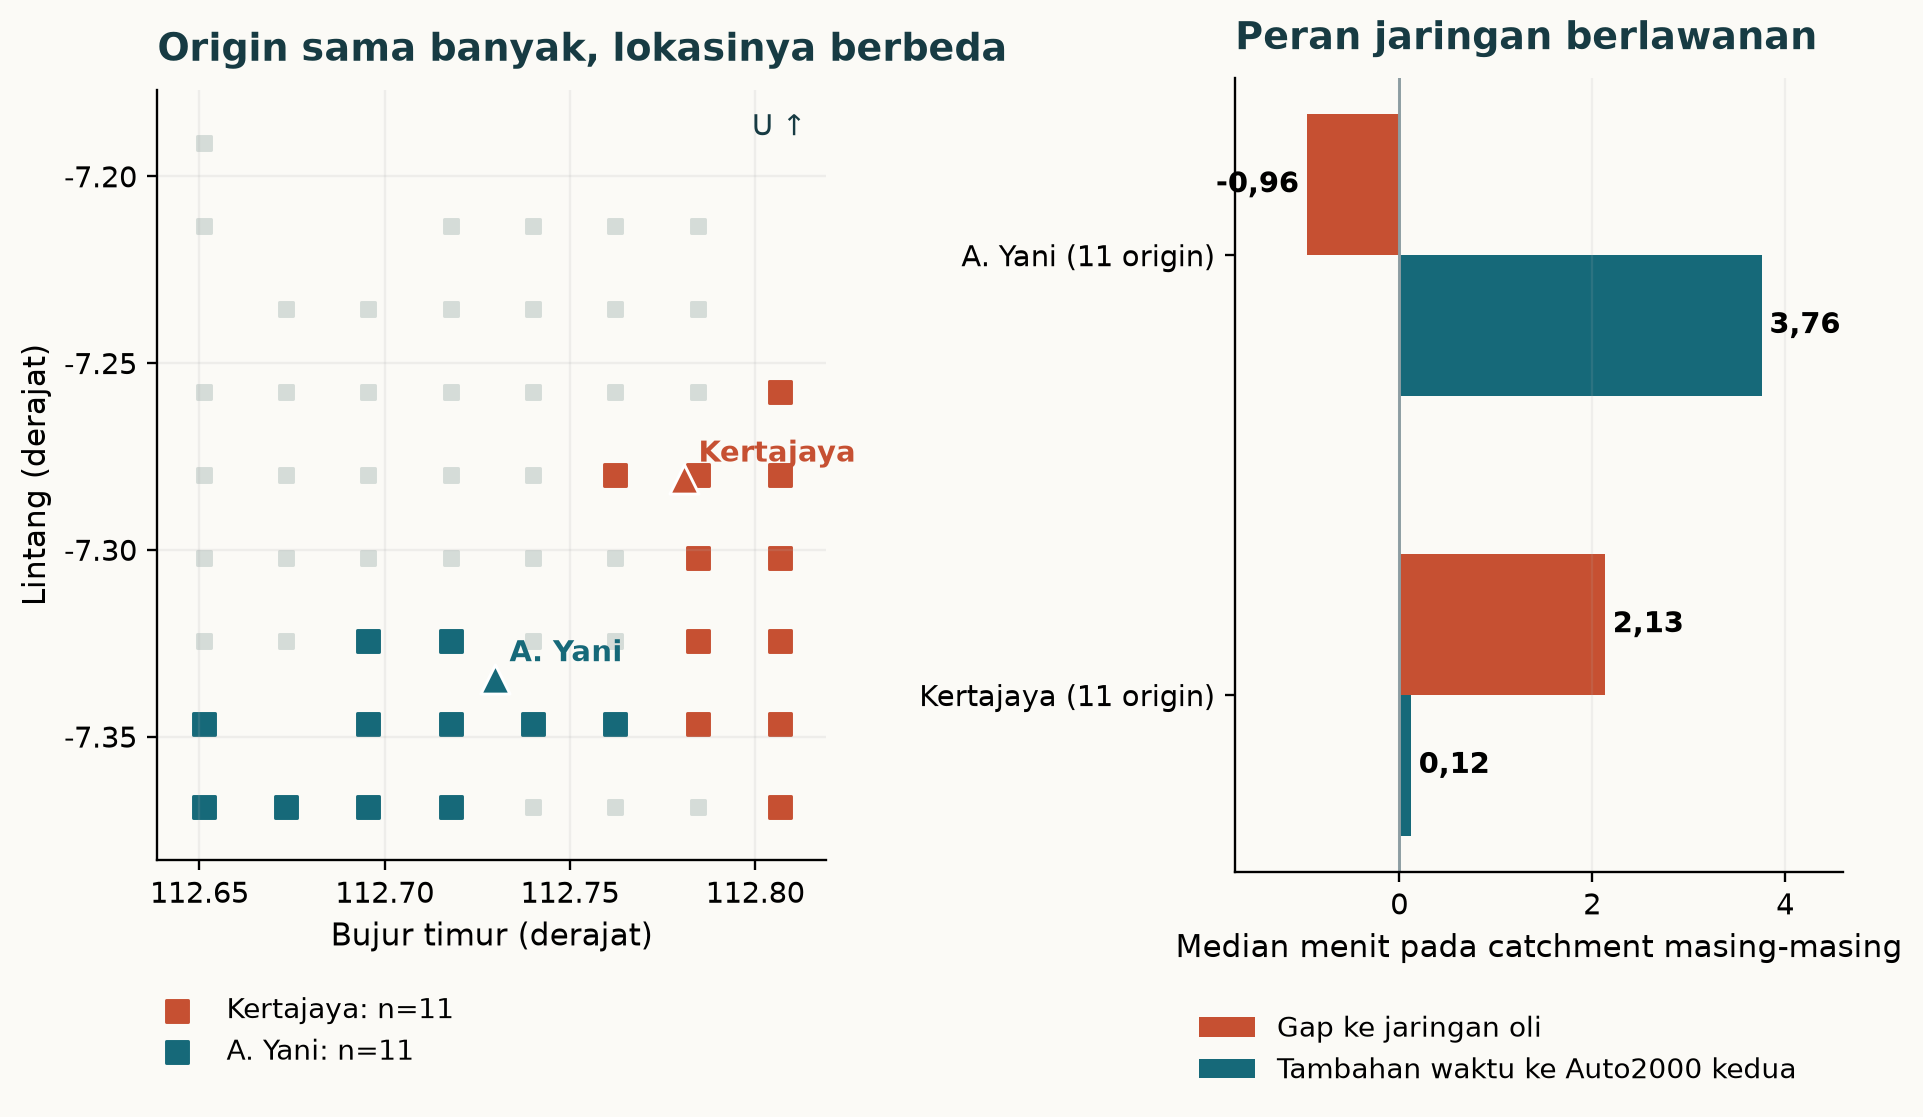 Origin sama banyak, lokasinya berbeda
U ↑
-7.20
-7.25
-7.30
-7.35
Lintang (derajat)
Kertajaya
A. Yani
112.65 112.70 112.75 112.80
Bujur timur (derajat)
Kertajaya: n=11
A. Yani: n=11
Peran jaringan berlawanan
-0,96
A. Yani (11 origin)
3,76
2,13
Kertajaya (11 origin)
0,12
0 2 4
Median menit pada catchment masing-masing
Gap ke jaringan oli
Tambahan waktu ke Auto2000 kedua